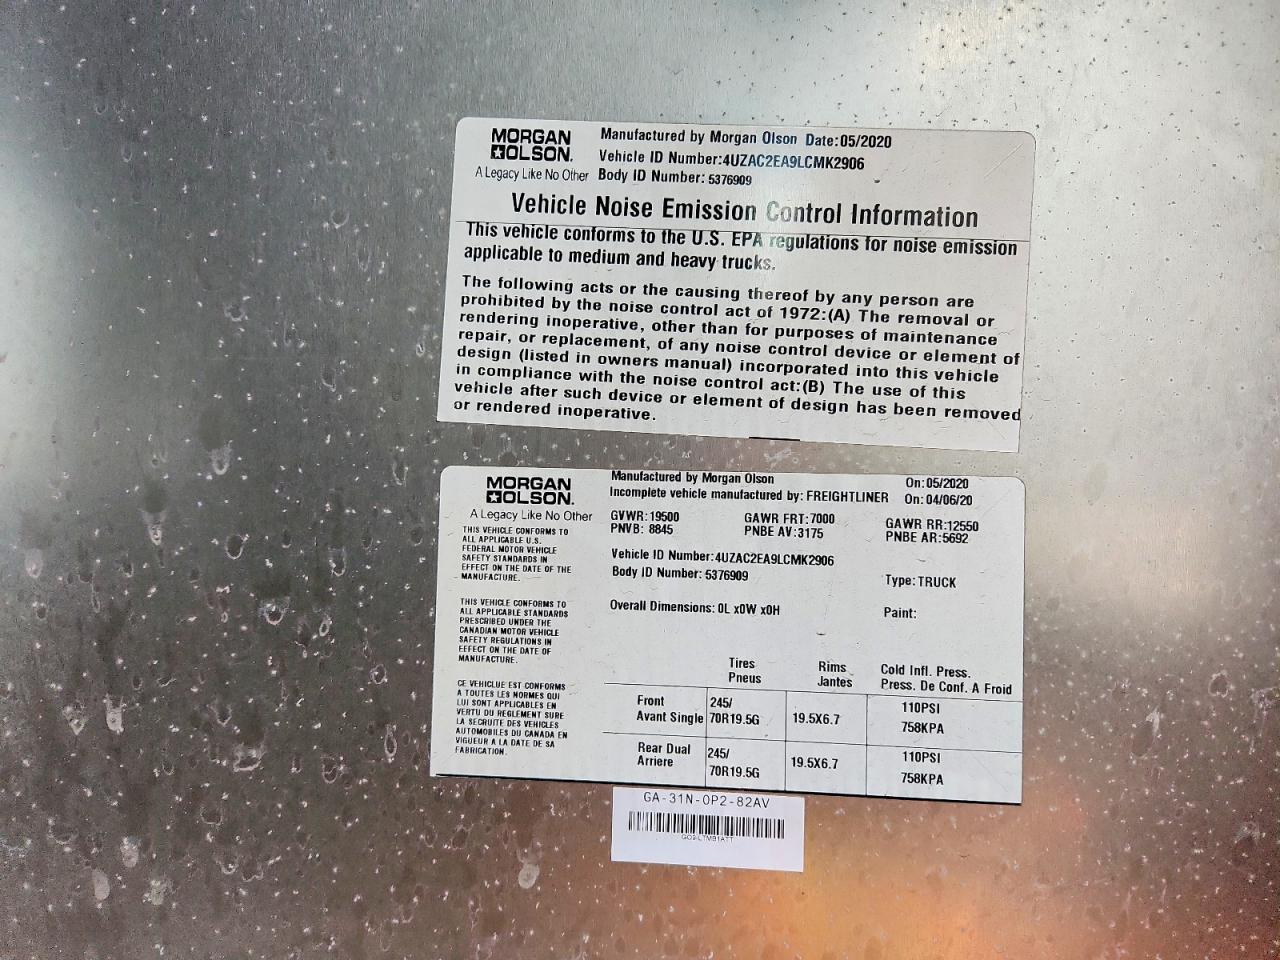 MORGAN OLSON.
A Legacy Like No Other
Manufactured by Morgan Olson Date:05/2020
Vehicle ID Number:4UZAC2EA9LCMK2906
Body ID Number: 5376909
Vehicle Noise Emission Control Information
This vehicle conforms to the U.S. EPA regulations for noise emission
applicable to medium and heavy trucks.
The following acts or the causing thereof by any person are
prohibited by the noise control act of 1972:(A) The removal or
rendering inoperative, other than for purposes of maintenance
repair, or replacement, of any noise control device or element of
design (listed in owners manual) incorporated into this vehicle
in compliance with the noise control act:(B) The use of this
vehicle after such device or element of design has been removed
or rendered inoperative.
MORGAN OLSON.
A Legacy Like No Other
Manufactured by Morgan Olson On:05/2020
Incomplete vehicle manufactured by: FREIGHTLINER On: 04/06/20
GVWR:19500 GAWR FRT:7000 GAWR RR:12550
PNVB: 8845 PNBE AV:3175 PNBE AR:5692
Vehicle ID Number:4UZAC2EA9LCMK2906
Body ID Number: 5376909 Type: TRUCK
Overall Dimensions: 0L x0W x0H Paint:
THIS VEHICLE CONFORMS TO
ALL APPLICABLE U.S.
FEDERAL MOTOR VEHICLE
SAFETY STANDARDS IN
EFFECT ON THE DATE OF THE
MANUFACTURE.
THIS VEHICLE CONFORMS TO
ALL APPLICABLE STANDARDS
PRESCRIBED UNDER THE
CANADIAN MOTOR VEHICLE
SAFETY REGULATIONS IN
EFFECT ON THE DATE OF
MANUFACTURE.
CE VEHICLUE EST CONFORMS
A TOUTES LES NORMES QUI
LUI SONT APPLICABLES EN
VERTU DU REGLEMENT SURE
LA SECRUITE DES VEHICLES
AUTOMOBILES DU CANADA EN
VIGUEUR A LA DATE DE SA
FABRICATION.
Tires Rims Cold Infl. Press.
Pneus Jantes Press. De Conf. A Froid
Front 245/ 110PSI
Avant Single 70R19.5G 19.5X6.7 758KPA
Rear Dual 245/ 110PSI
Arriere 70R19.5G 19.5X6.7 758KPA
GA-31N-0P2-82AV